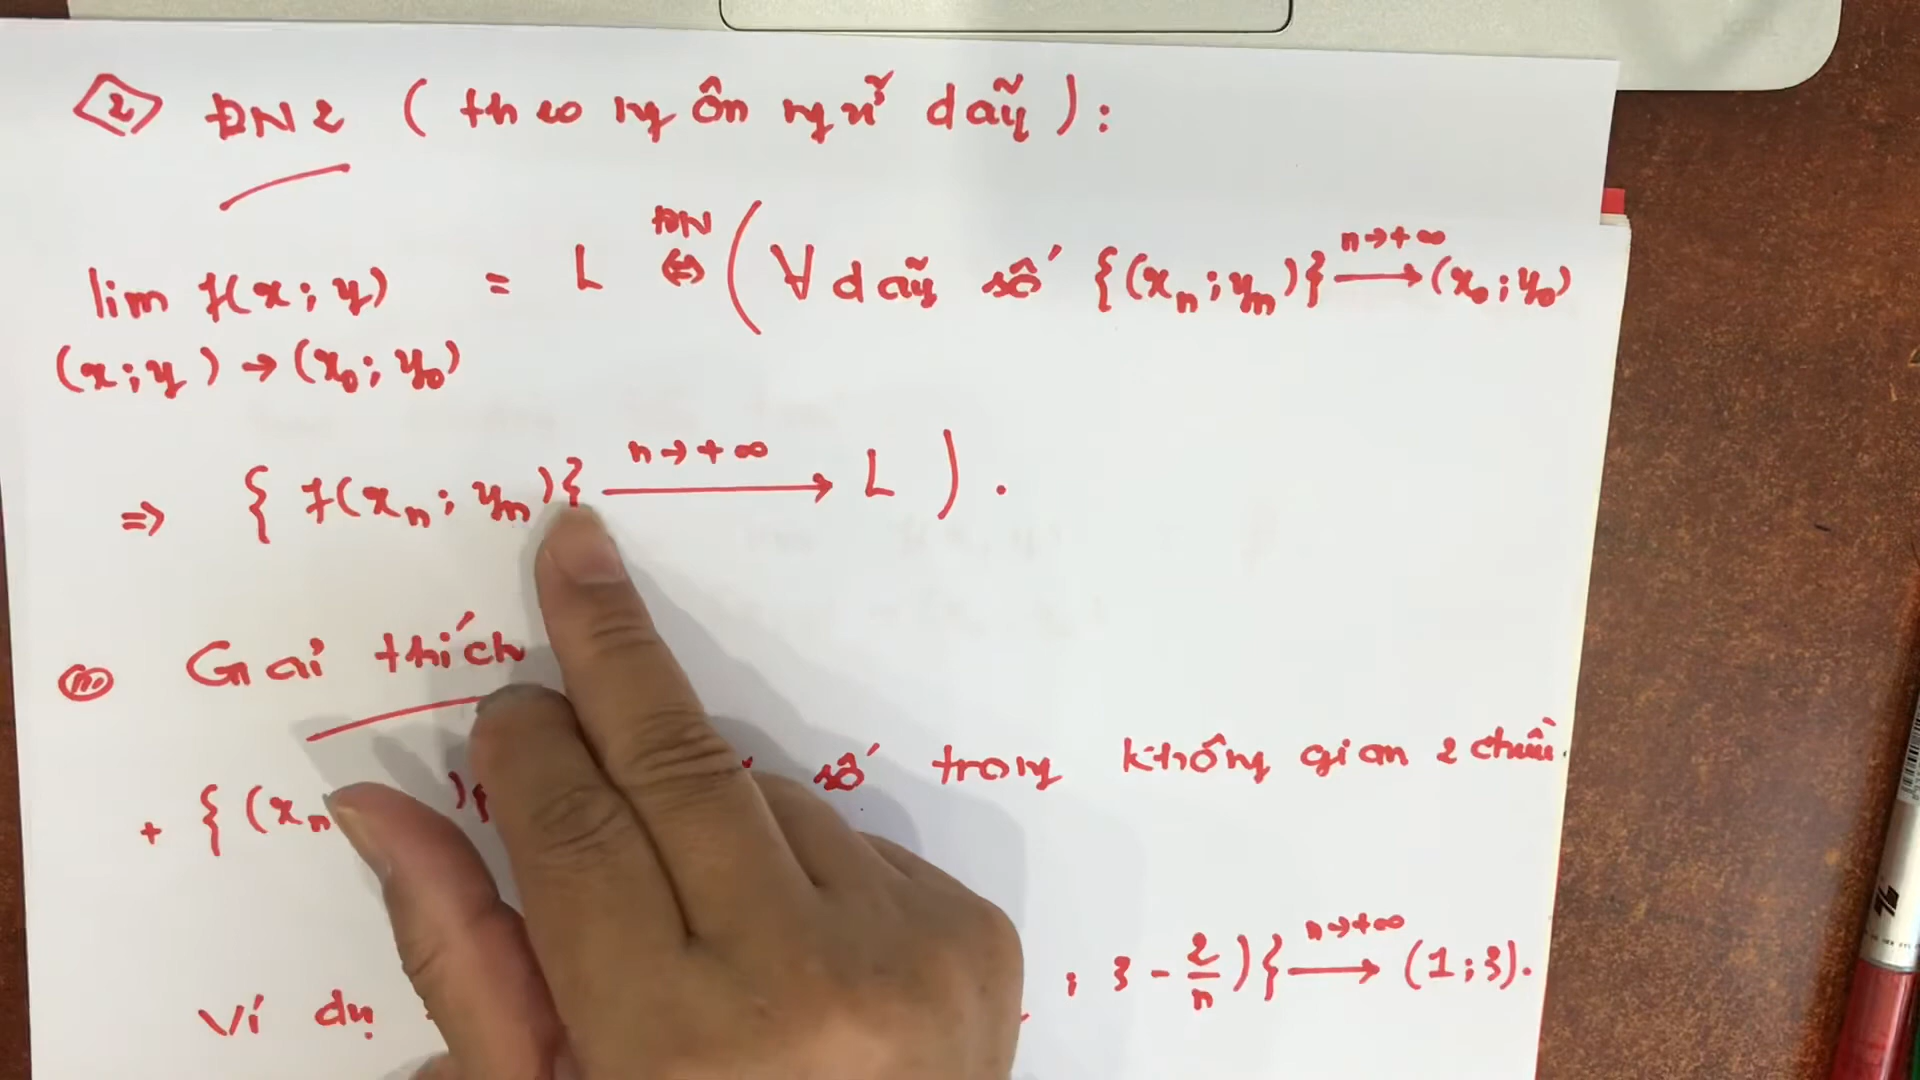 2 ĐN2 (theo ngôn ngữ dãy):
lim f(x;y) = L ⇔ĐN (∀ dãy số {(xₙ;yₙ)} n→+∞ → (x₀;y₀)
(x;y) → (x₀;y₀)
⇒ {f(xₙ;yₙ)} n→+∞ → L).
Giải thích
+ {(xₙ )} số trong không gian 2 chiều.
Ví dụ ; 3 - 2/n)} n→+∞ → (1;3).